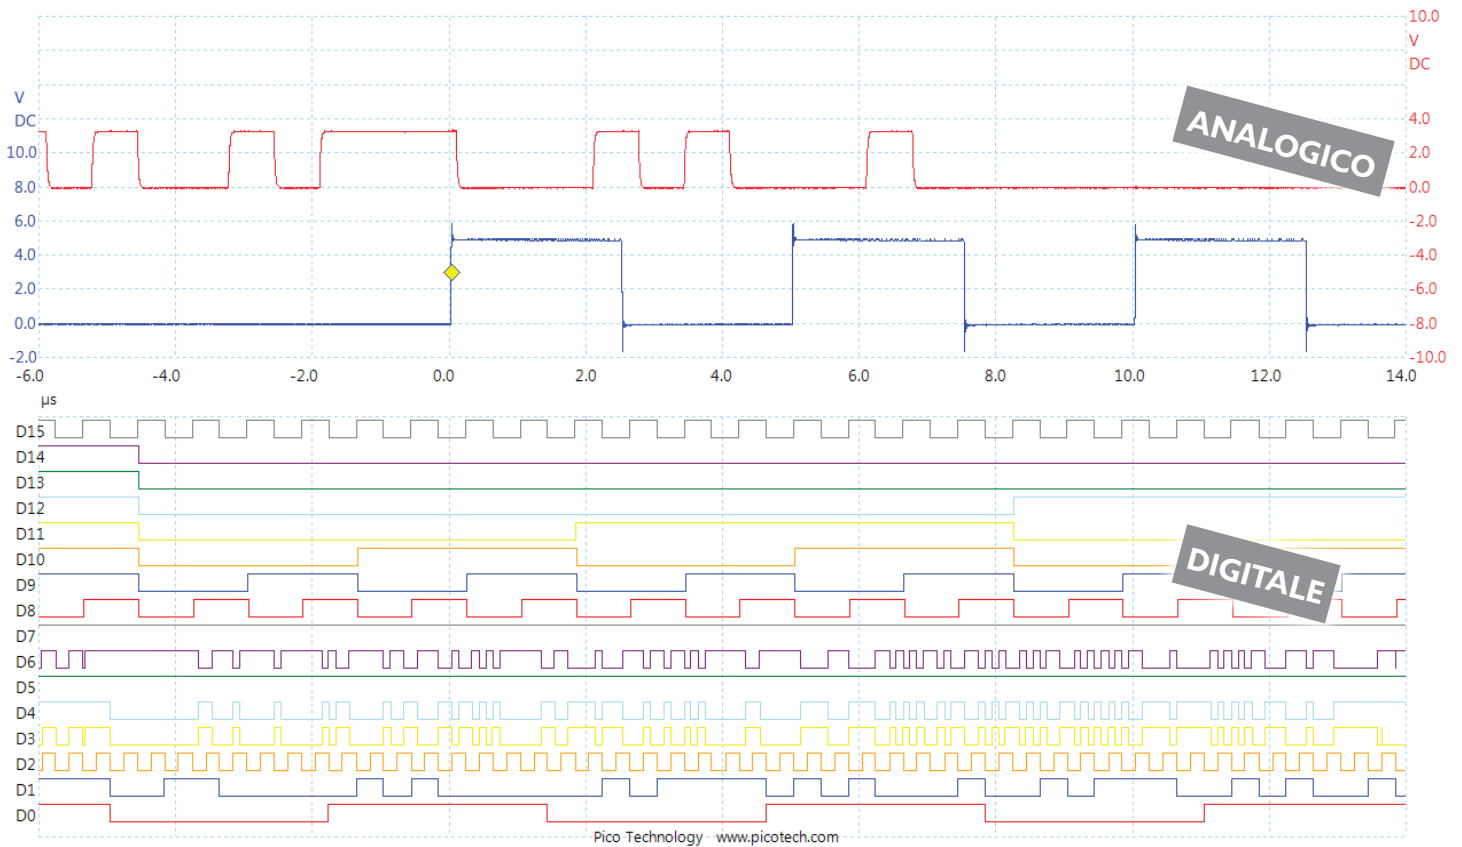 10.0
V
DC
V
DC
4.0
10.0
2.0
8.0
0.0
6.0
-2.0
4.0
-4.0
2.0
-6.0
0.0
-8.0
-2.0
-10.0
ANALOGICO
-6.0 -4.0 -2.0 0.0 2.0 4.0 6.0 8.0 10.0 12.0 14.0
µs
D15
D14
D13
D12
D11
D10
D9
D8
D7
D6
D5
D4
D3
D2
D1
D0
DIGITALE
Pico Technology www.picotech.com